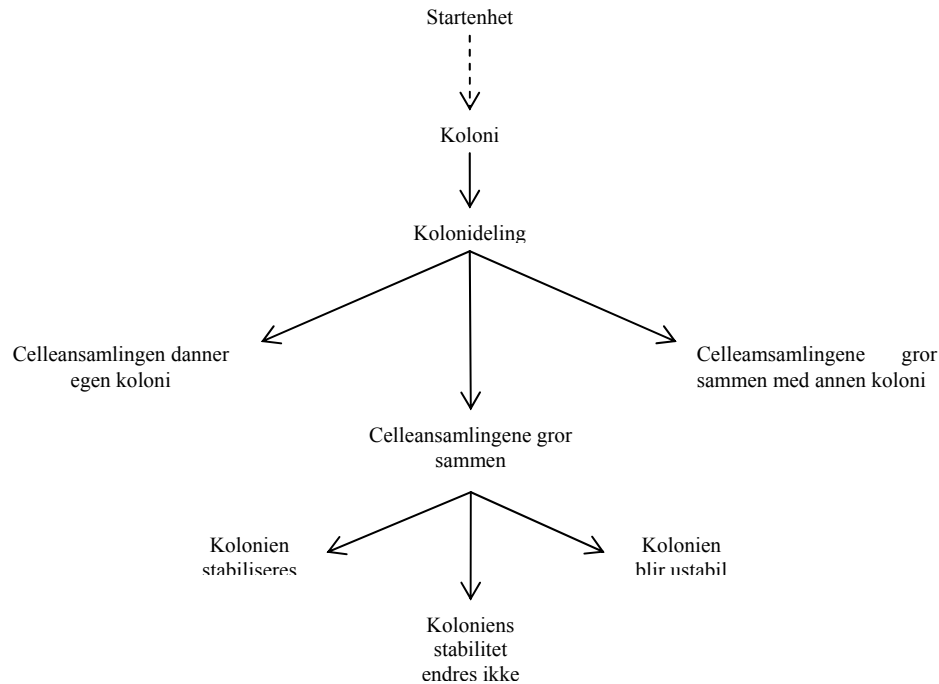 Startenhet
Koloni
Kolonideling
Celleansamlingen danner
egen koloni
Celleamsamlingene gror
sammen med annen koloni
Celleansamlingene gror
sammen
Kolonien
stabiliseres
Kolonien
blir ustabil
Koloniens
stabilitet
endres ikke